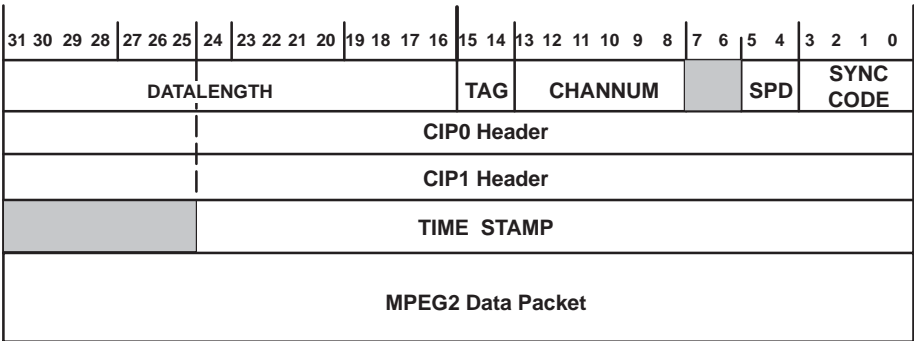 31 30 29 28 27 26 25 24 23 22 21 20 19 18 17 16 15 14 13 12 11 10 9 8 7 6 5 4 3 2 1 0
DATALENGTH TAG CHANNUM SPD SYNC CODE
CIP0 Header
CIP1 Header
TIME STAMP
MPEG2 Data Packet